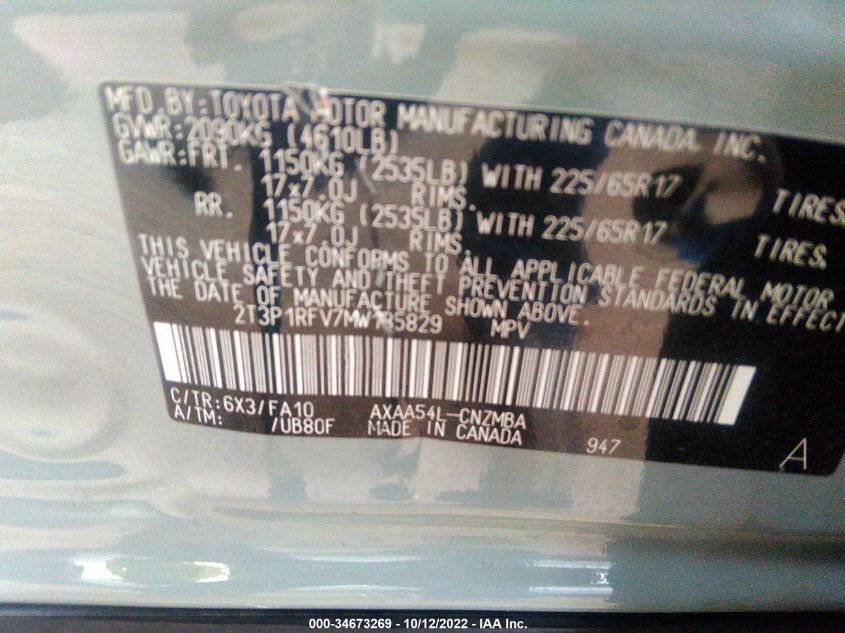 MFD. BY: TOYOTA MOTOR MANUFACTURING CANADA, INC.
GVWR: 2090KG (4610LB)
GAWR: FRT. 1150KG (2535LB) WITH 225/65R17 TIRES
17x7.0J RIMS.
RR. 1150KG (2535LB) WITH 225/65R17 TIRES.
17x7.0J RIMS.
THIS VEHICLE CONFORMS TO ALL APPLICABLE FEDERAL MOTOR
VEHICLE SAFETY AND THEFT PREVENTION STANDARDS IN EFFECT
THE DATE OF MANUFACTURE SHOWN ABOVE.
MPV
C/TR: 6X3/FA10 AXAA54L-CNZMBA
A/TM: /UB80F MADE IN CANADA 947 A
000-34673269 - 10/12/2022 - IAA Inc.